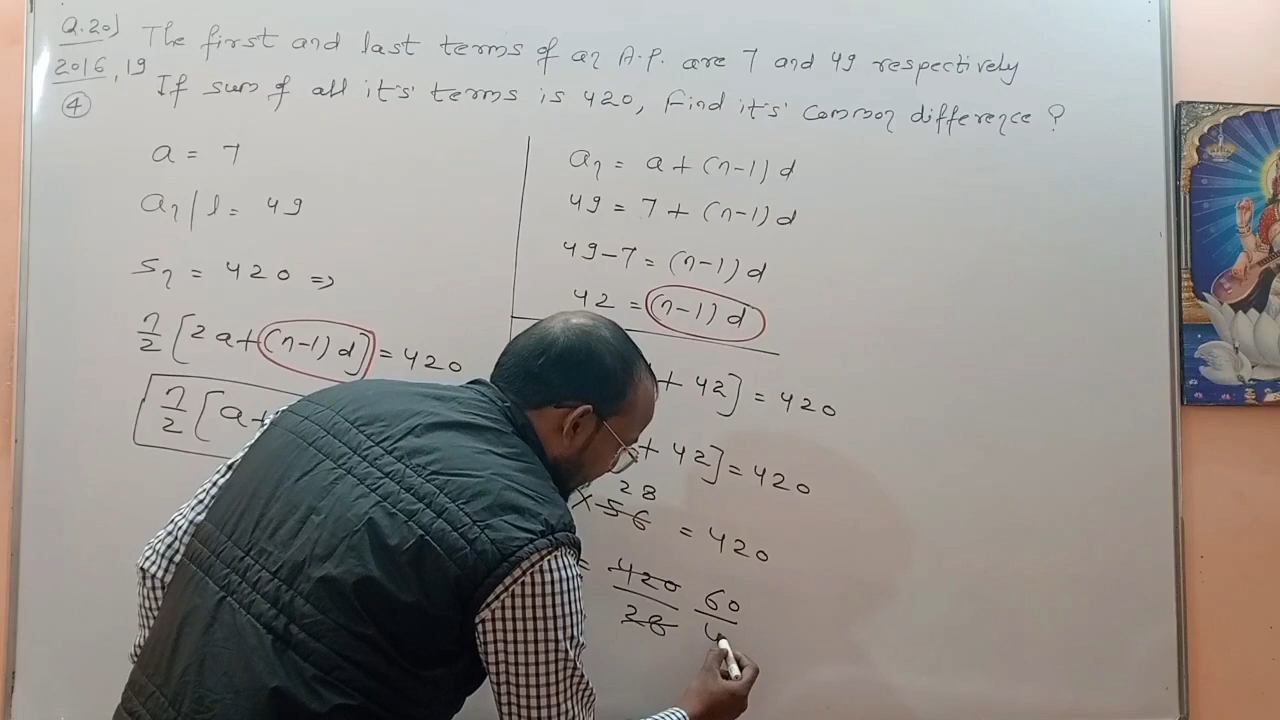 Q.20) The first and last terms of an A.P. are 7 and 49 respectively
2016, 19 If sum of all it's terms is 420, Find it's common difference ?
④
a = 7
an / l = 49
Sn = 420 =>
n/2 [2a + (n-1) d] = 420
n/2 [a +
an = a + (n-1) d
49 = 7 + (n-1) d
49 - 7 = (n-1) d
42 = (n-1) d
+ 42] = 420
+ 42] = 420
28
× 56 = 420
= 420/28 60/